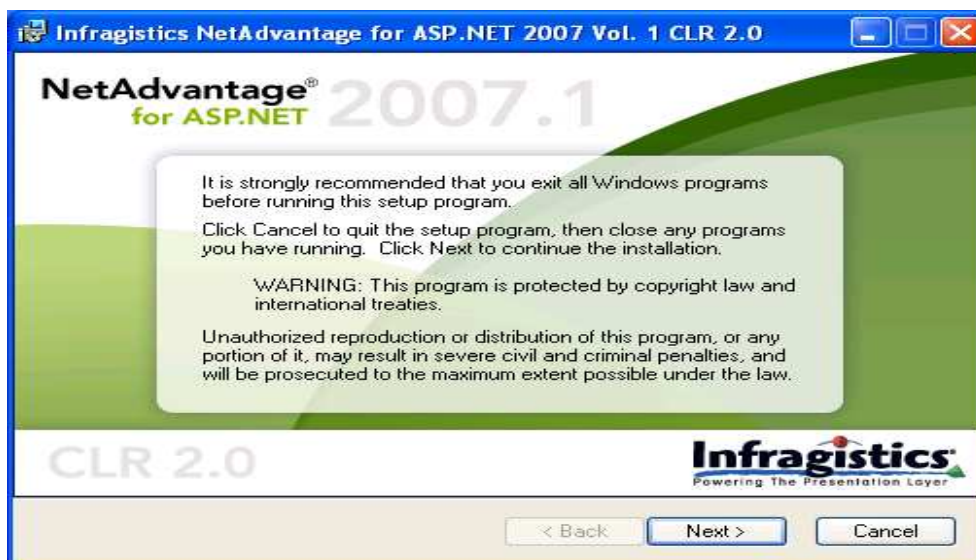 Infragistics NetAdvantage for ASP.NET 2007 Vol. 1 CLR 2.0
NetAdvantage®
for ASP.NET
2007.1
It is strongly recommended that you exit all Windows programs
before running this setup program.
Click Cancel to quit the setup program, then close any programs
you have running. Click Next to continue the installation.
WARNING: This program is protected by copyright law and
international treaties.
Unauthorized reproduction or distribution of this program, or any
portion of it, may result in severe civil and criminal penalties, and
will be prosecuted to the maximum extent possible under the law.
CLR 2.0
Infragistics
Powering The Presentation Layer
< Back
Next >
Cancel